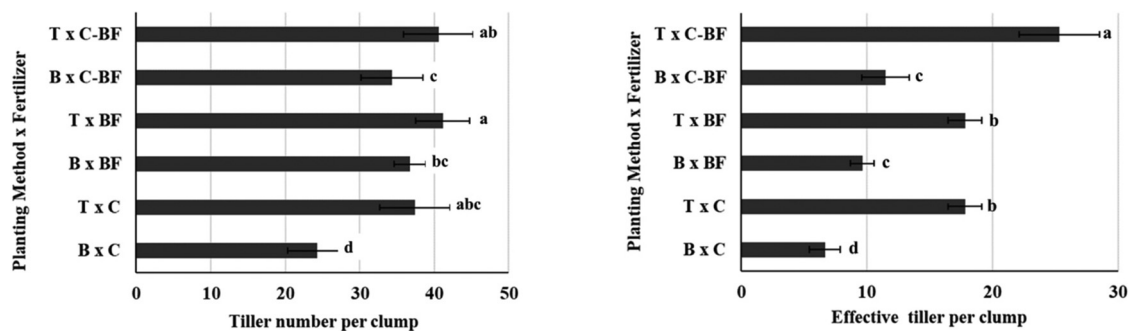 Planting Method x Fertilizer
T x C-BF
ab
B x C-BF
c
T x BF
a
B x BF
bc
T x C
abc
B x C
d
0 10 20 30 40 50
Tiller number per clump
Planting Method x Fertilizer
T x C-BF
a
B x C-BF
c
T x BF
b
B x BF
c
T x C
b
B x C
d
0 10 20 30
Effective tiller per clump